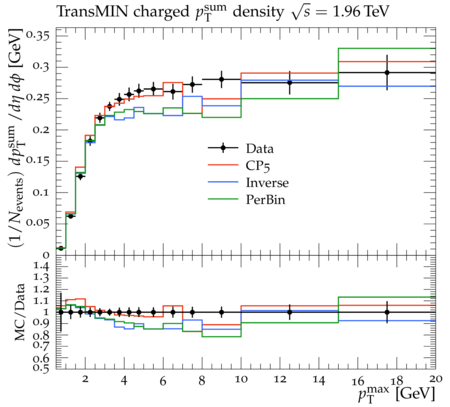 TransMIN charged p_T^sum density √s = 1.96 TeV
(1/N_events) dp_T^sum/dη dϕ [GeV]
0.35
0.3
0.25
0.2
0.15
0.1
0.05
0
Data
CP5
Inverse
PerBin
MC/Data
1.4
1.3
1.2
1.1
1
0.9
0.8
0.7
0.6
0.5
2 4 6 8 10 12 14 16 18 20
p_T^max [GeV]